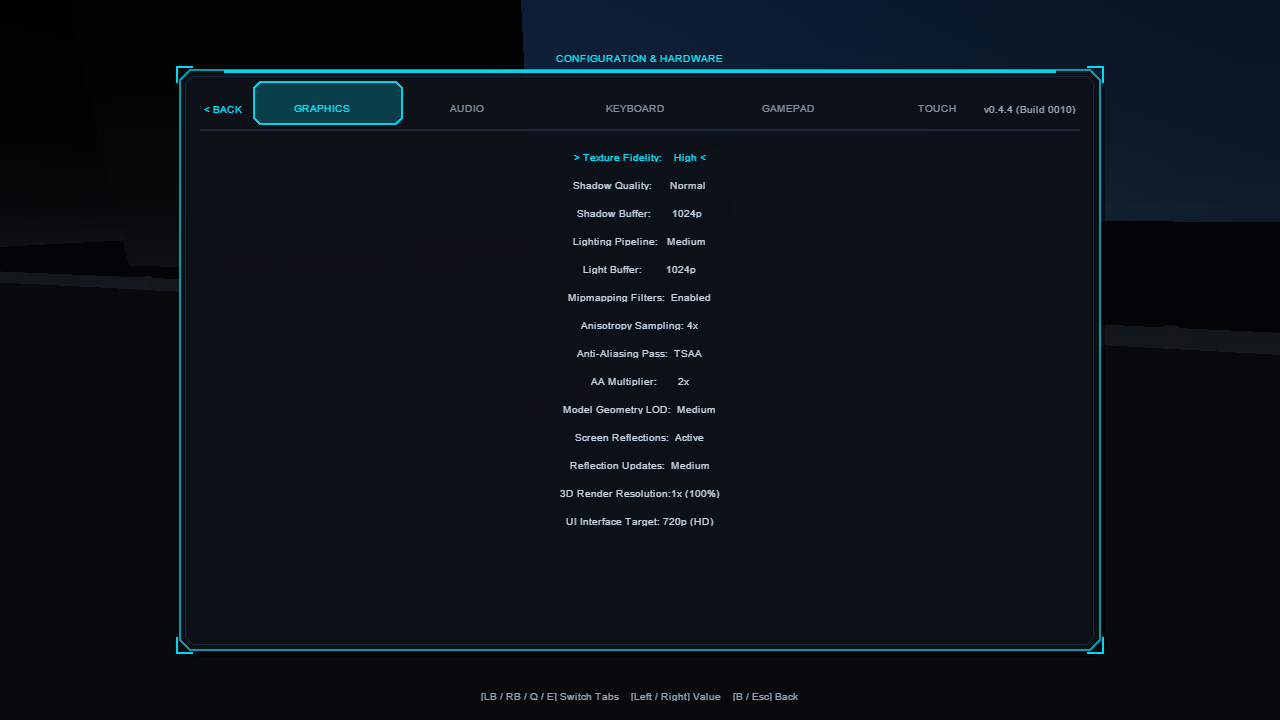 CONFIGURATION & HARDWARE
< BACK GRAPHICS AUDIO KEYBOARD GAMEPAD TOUCH v0.4.4 (Build 0010)
> Texture Fidelity: High <
Shadow Quality: Normal
Shadow Buffer: 1024p
Lighting Pipeline: Medium
Light Buffer: 1024p
Mipmapping Filters: Enabled
Anisotropy Sampling: 4x
Anti-Aliasing Pass: TSAA
AA Multiplier: 2x
Model Geometry LOD: Medium
Screen Reflections: Active
Reflection Updates: Medium
3D Render Resolution:1x (100%)
UI Interface Target: 720p (HD)
[LB / RB / Q / E] Switch Tabs [Left / Right] Value [B / Esc] Back